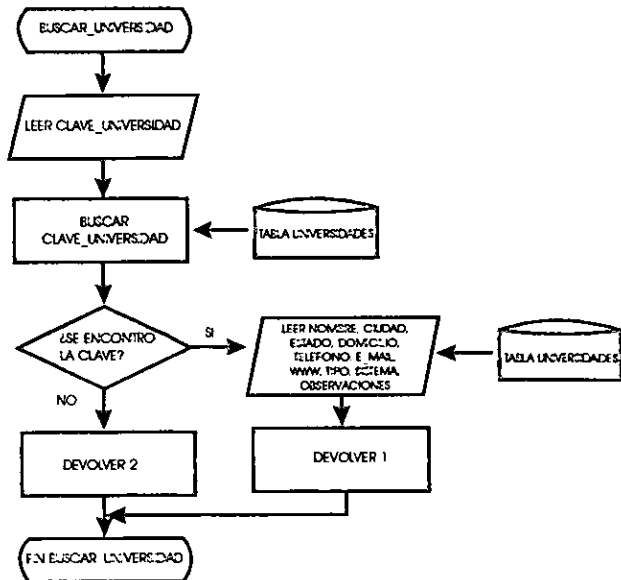 BUSCAR_UNIVERSIDAD
LEER CLAVE_UNIVERSIDAD
BUSCAR
CLAVE_UNIVERSIDAD
TABLA UNIVERSIDADES
¿SE ENCONTRO
LA CLAVE?
SI
LEER NOMBRE, CIUDAD,
ESTADO, DOMICILIO,
TELEFONO, E_MAIL,
WWW, TIPO, SISTEMA,
OBSERVACIONES
TABLA UNIVERSIDADES
NO
DEVOLVER 2
DEVOLVER 1
FIN BUSCAR_UNIVERSIDAD